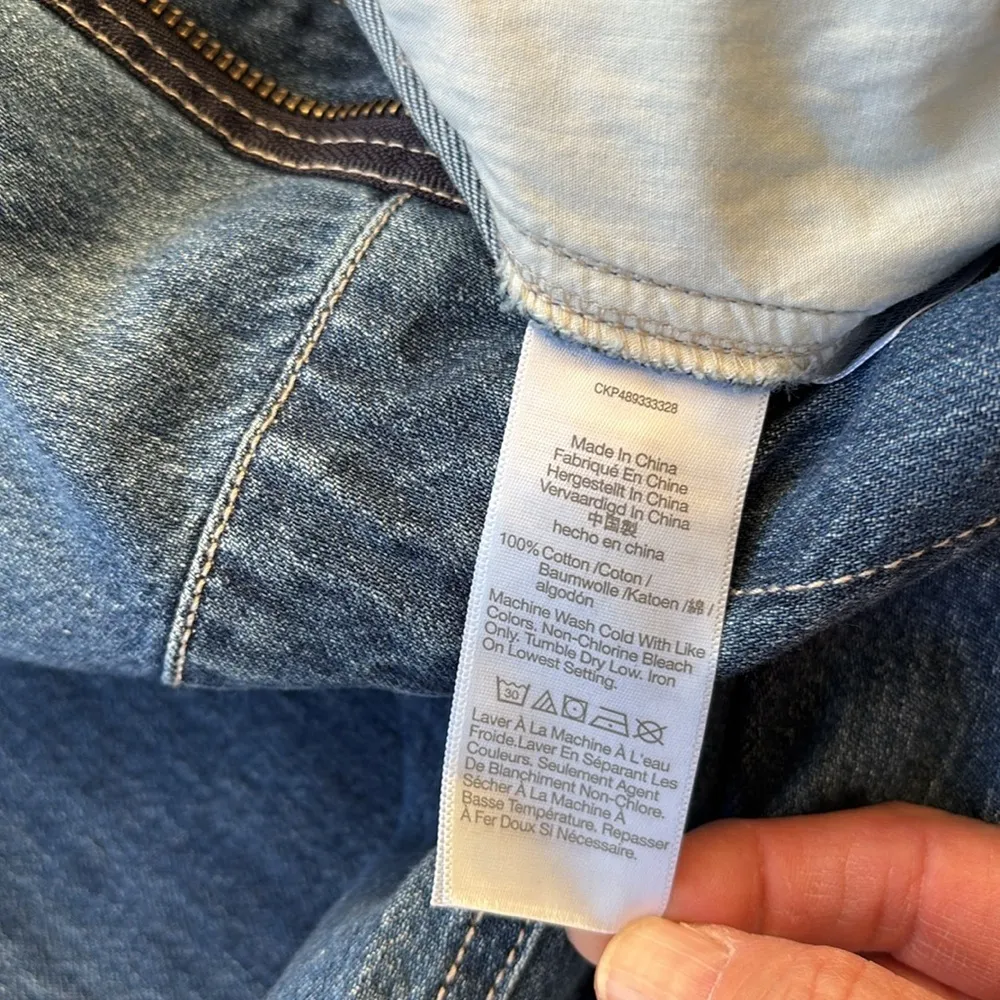 CKP489333328
Made In China
Fabriqué En Chine
Hergestellt In China
Vervaardigd In China
中国製
hecho en china
100% Cotton /Coton /
Baumwolle /Katoen /綿 /
algodón
Machine Wash Cold With Like
Colors. Non-Chlorine Bleach
Only. Tumble Dry Low. Iron
On Lowest Setting.
30
Laver À La Machine À L'eau
Froide.Laver En Séparant Les
Couleurs. Seulement Agent
De Blanchiment Non-Chlore.
Sécher À La Machine À
Basse Température. Repasser
À Fer Doux Si Nécessaire.